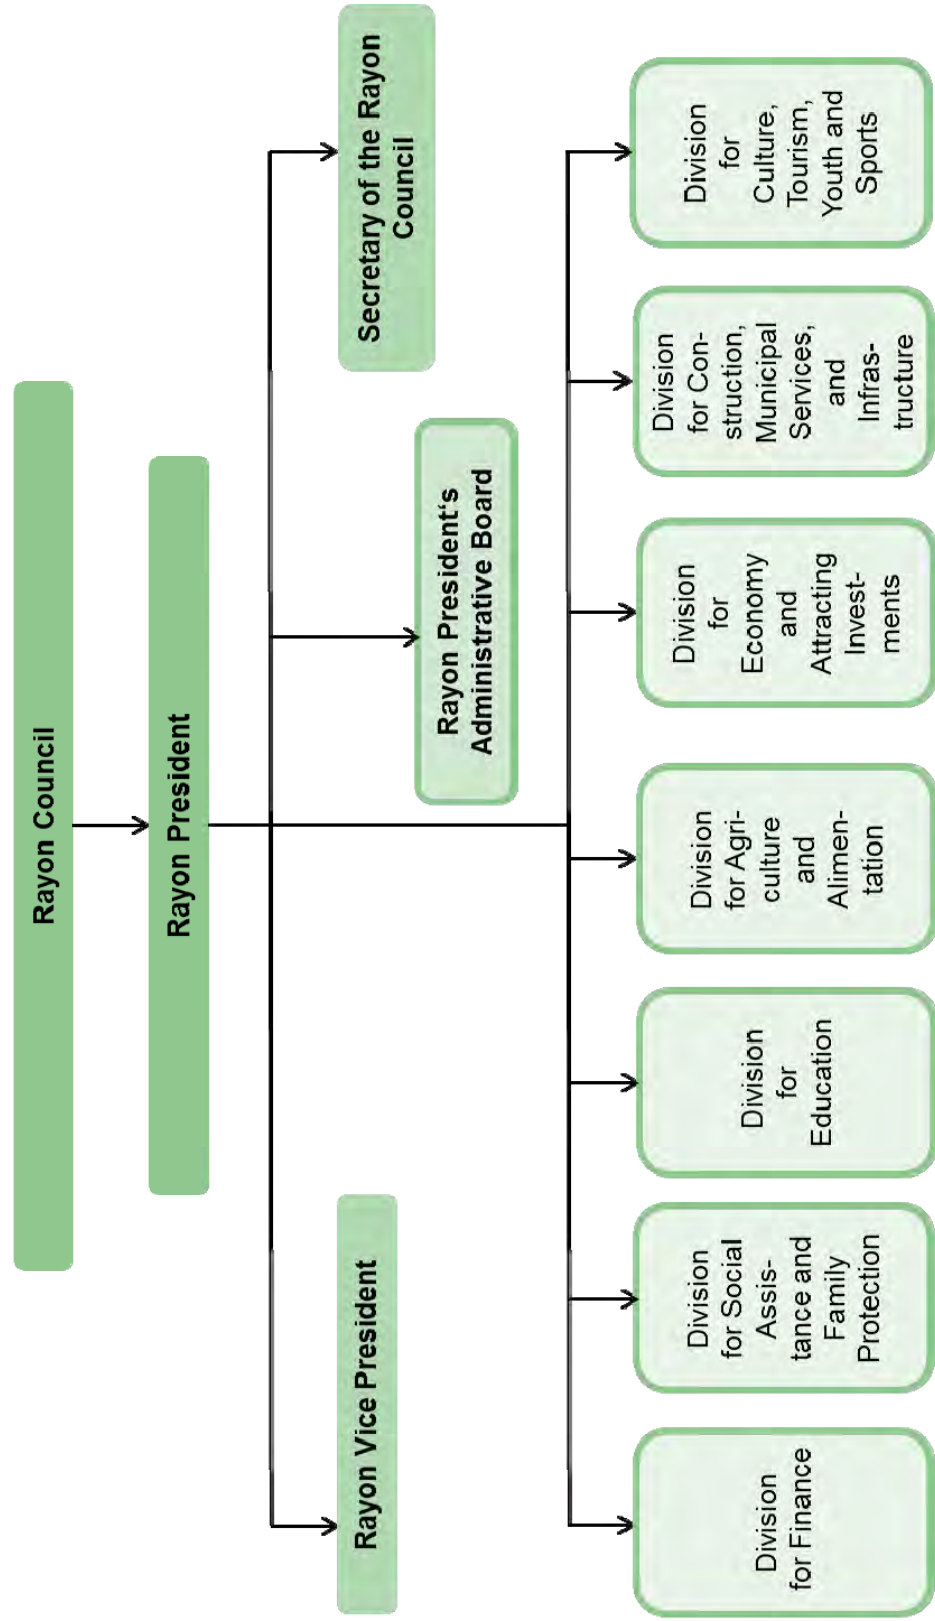 Rayon Council
Rayon President
Rayon Vice President
Secretary of the Rayon
Council
Rayon President‘s
Administrative Board
Division
for Finance
Division
for Social
Assis-
tance and
Family
Protection
Division
for
Education
Division
for Agri-
culture
and
Alimen-
tation
Division
for
Economy
and
Attracting
Invest-
ments
Division
for Con-
struction,
Municipal
Services,
and
Infras-
tructure
Division
for
Culture,
Tourism,
Youth and
Sports